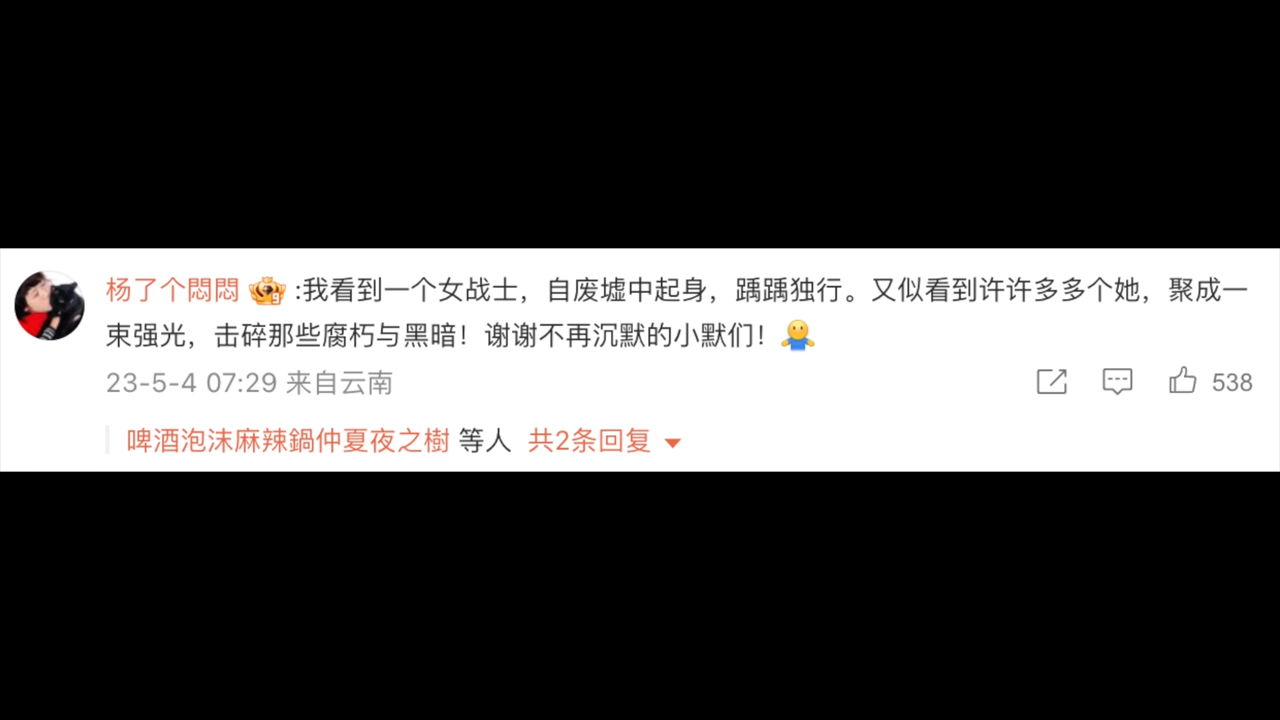 杨了个悶悶 9 :我看到一个女战士，自废墟中起身，踽踽独行。又似看到许许多多个她，聚成一
束强光，击碎那些腐朽与黑暗！谢谢不再沉默的小默们！
23-5-4 07:29 来自云南 538
啤酒泡沫麻辣鍋仲夏夜之樹 等人 共2条回复